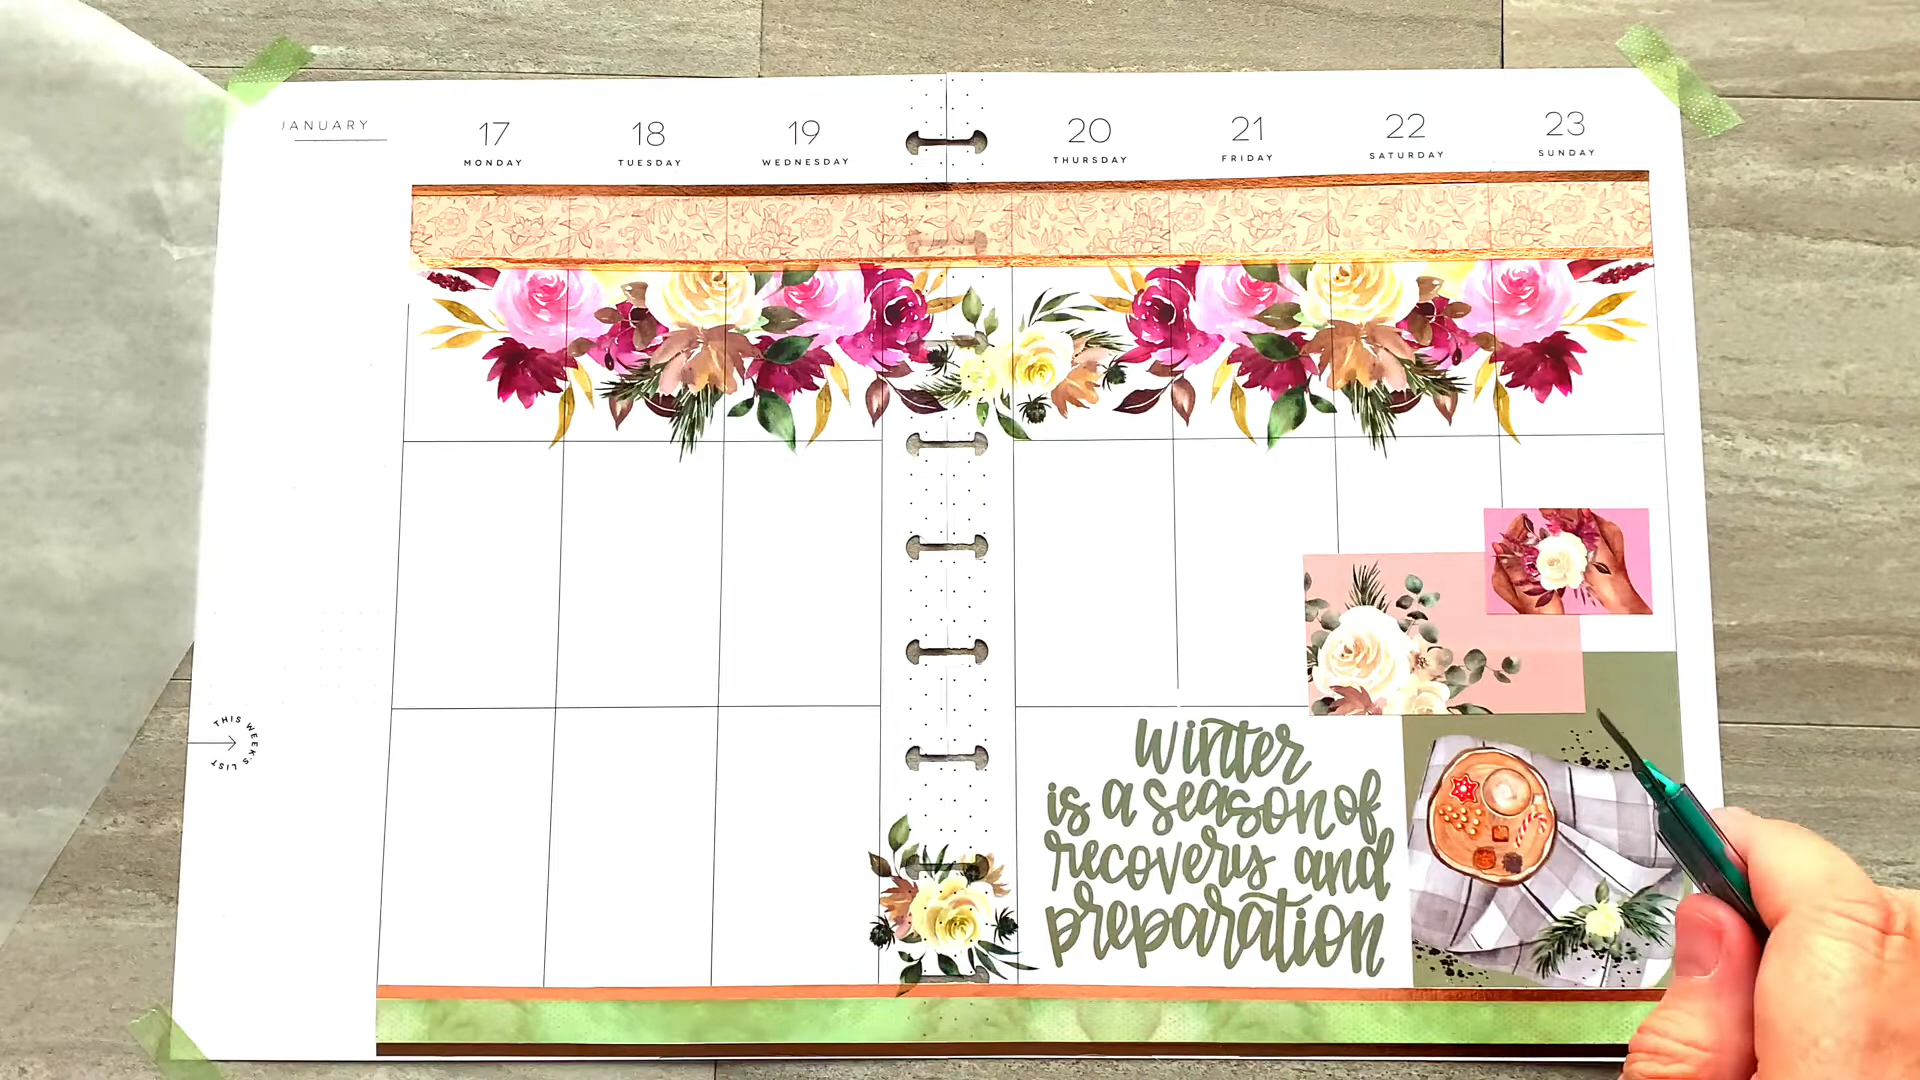 JANUARY
17 18 19 20 21 22 23
MONDAY TUESDAY WEDNESDAY THURSDAY FRIDAY SATURDAY SUNDAY
Winter
is a season of
recovery and
preparation
THIS WEEK'S LIST